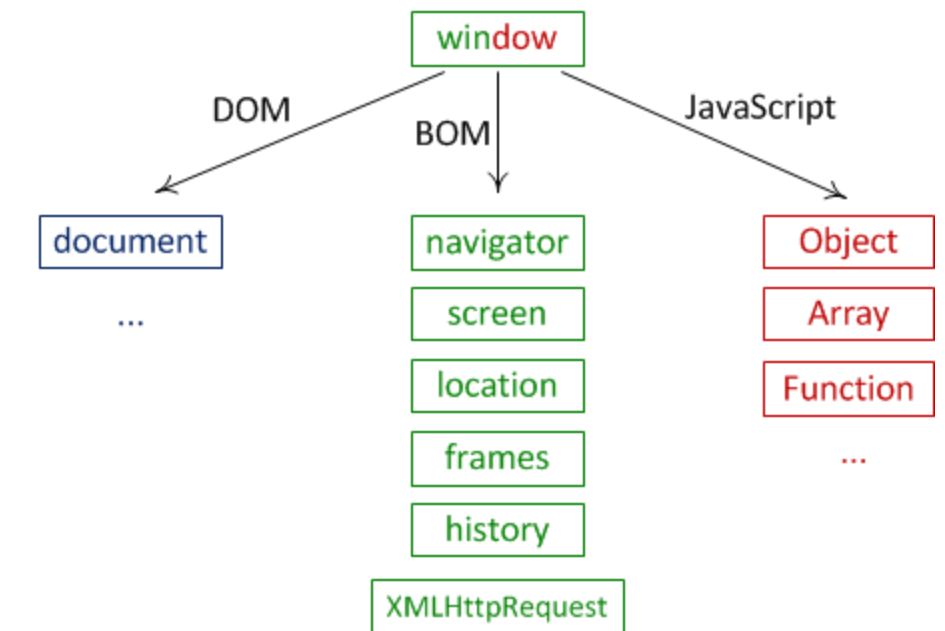 window
DOM
BOM
JavaScript
document
...
navigator
screen
location
frames
history
XMLHttpRequest
Object
Array
Function
...